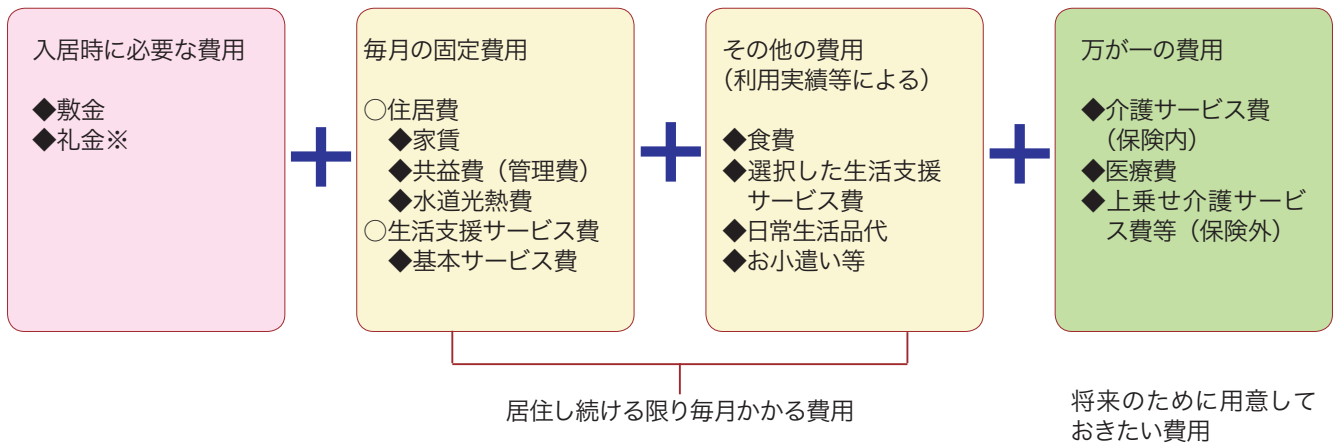 入居時に必要な費用
◆敷金
◆礼金※
毎月の固定費用
○住居費
◆家賃
◆共益費（管理費）
◆水道光熱費
○生活支援サービス費
◆基本サービス費
その他の費用
（利用実績等による）
◆食費
◆選択した生活支援
サービス費
◆日常生活品代
◆お小遣い等
万が一の費用
◆介護サービス費
（保険内）
◆医療費
◆上乗せ介護サービ
ス費等（保険外）
居住し続ける限り毎月かかる費用
将来のために用意して
おきたい費用